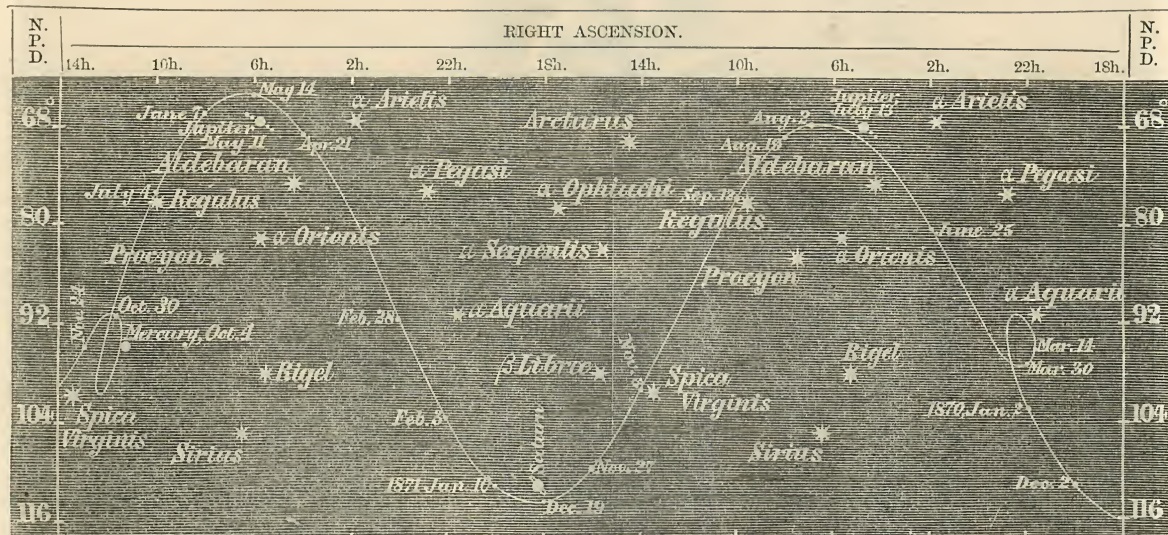 N. P. D.
RIGHT ASCENSION.
N. P. D.
14h. 10h. 6h. 2h. 22h. 18h. 14h. 10h. 6h. 2h. 22h. 18h.
May 14
June 7
α Arietis
Jupiter, July 13
α Arietis
68°
Jupiter May 11
Apr. 21
Arcturus
Aug. 2
68°
Aug. 19
Aldebaran
α Pegasi
Aldebaran
α Pegasi
July 4
Regulus
α Ophiuchi
Sep. 12
Regulus
80
80
α Orionis
June 25
Procyon
α Serpentis
α Orionis
Procyon
Nov. 24
Oct. 30
α Aquarii
α Aquarii
92
Feb. 28
92
Mercury, Oct. 4
Mar. 14
Rigel
β Libræ
Rigel
Mar. 30
Spica Virginis
104
Spica Virginis
Feb. 3
1870, Jan. 2
104
Sirius
Saturn
Sirius
Nov. 27
1871, Jan. 10
Dec. 2
Dec. 19
116
116